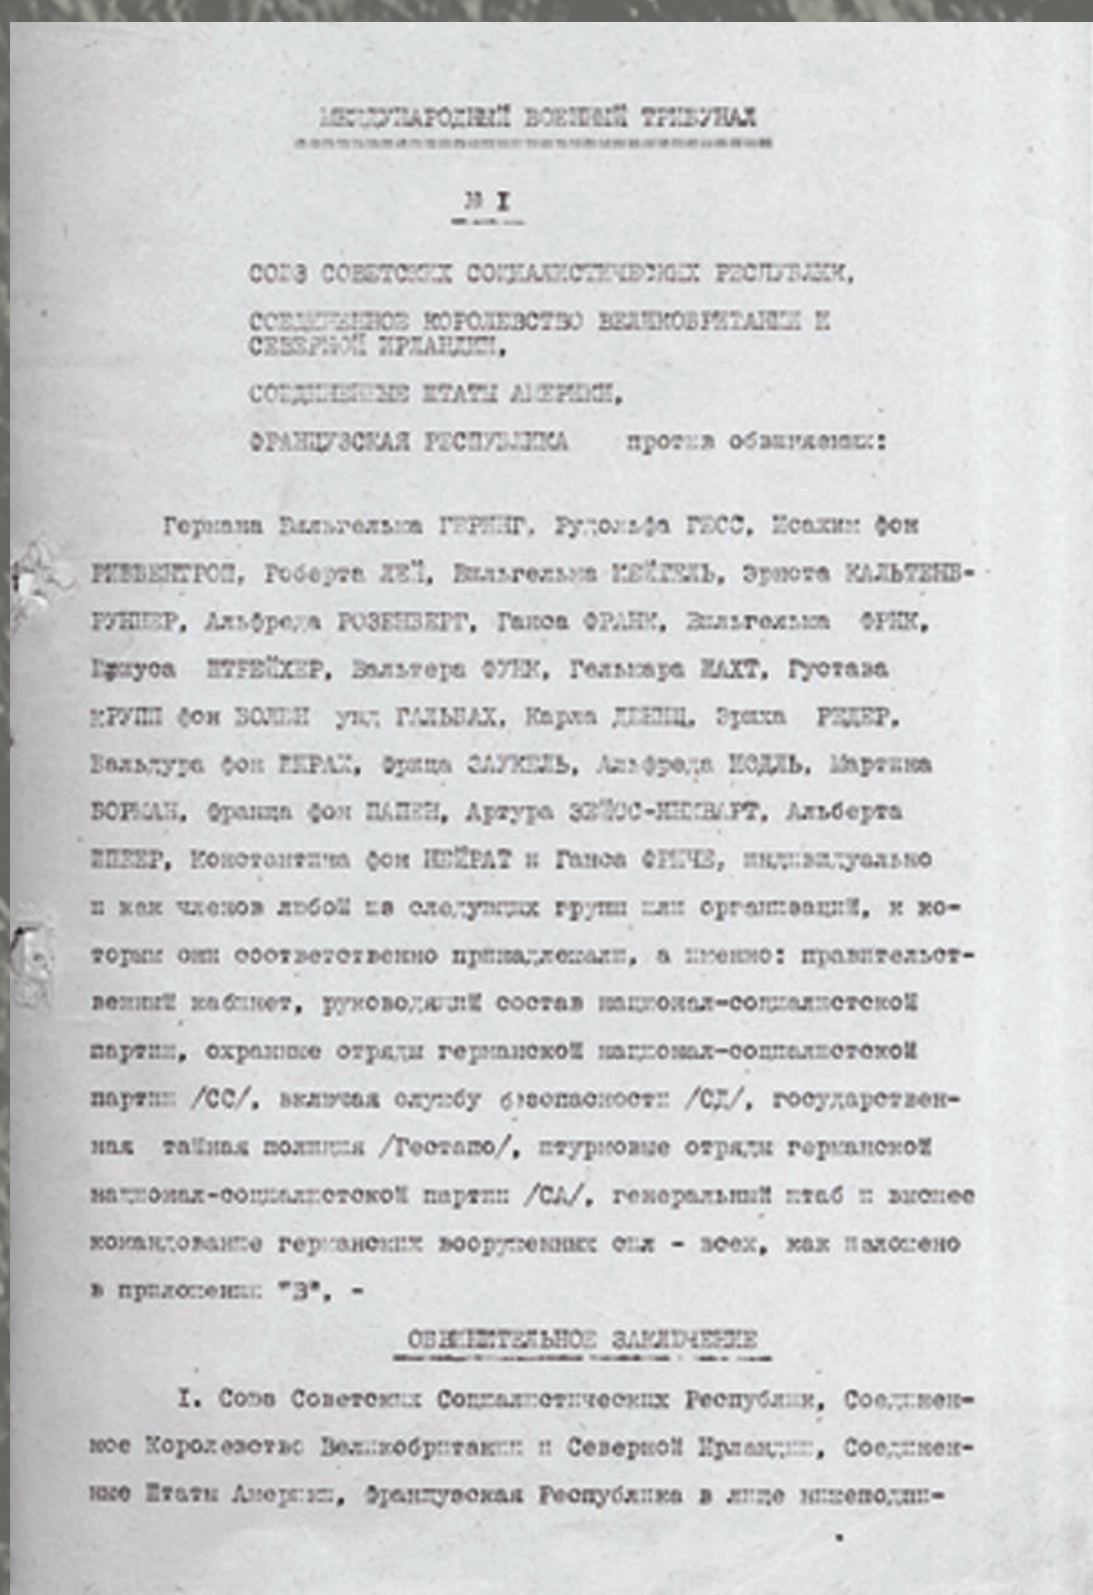 МЕЖДУНАРОДНЫЙ ВОЕННЫЙ ТРИБУНАЛ
№ I
СОЮЗ СОВЕТСКИХ СОЦИАЛИСТИЧЕСКИХ РЕСПУБЛИК,
СОЕДИНЕННОЕ КОРОЛЕВСТВО ВЕЛИКОБРИТАНИИ И
СЕВЕРНОЙ ИРЛАНДИИ,
СОЕДИНЕННЫЕ ШТАТЫ АМЕРИКИ,
ФРАНЦУЗСКАЯ РЕСПУБЛИКА против обвиняемых:
Германа Вильгельма ГЕРИНГ, Рудольфа ГЕСС, Иоахим фон
РИББЕНТРОП, Роберта ЛЕЙ, Вильгельма КЕЙТЕЛЬ, Эрнста КАЛЬТЕНБ-
РУННЕР, Альфреда РОЗЕНБЕРГ, Ганса ФРАНК, Вильгельма ФРИК,
Юлиуса ШТРЕЙХЕР, Вальтера ФУНК, Гельмара ШАХТ, Густава
КРУПП фон БОЛЕН унд ГАЛЬБАХ, Карла ДЕНИЦ, Эриха РЕДЕР,
Бальдура фон ШИРАХ, Фрица ЗАУКЕЛЬ, Альфреда ИОДЛЬ, Мартина
БОРМАН, Франца фон ПАПЕН, Артура ЗЕЙСС-ИНКВАРТ, Альберта
ШПЕЕР, Константина фон НЕЙРАТ и Ганса ФРИЧЕ, индивидуально
и как членов любой из следующих групп или организаций, к ко-
торым они соответственно принадлежали, а именно: правительст-
венный кабинет, руководящий состав национал-социалистской
партии, охранные отряды германской национал-социалистской
партии /СС/, включая службу безопасности /СД/, государствен-
ная тайная полиция /Гестапо/, штурмовые отряды германской
национал-социалистской партии /СА/, генеральный штаб и высшее
командование германских вооруженных сил - всех, как изложено
в приложении "В", -
ОБВИНИТЕЛЬНОЕ ЗАКЛЮЧЕНИЕ
I. Союз Советских Социалистических Республик, Соединен-
ное Королевство Великобритании и Северной Ирландии, Соединен-
ные Штаты Америки, Французская Республика в лице нижеподпи-